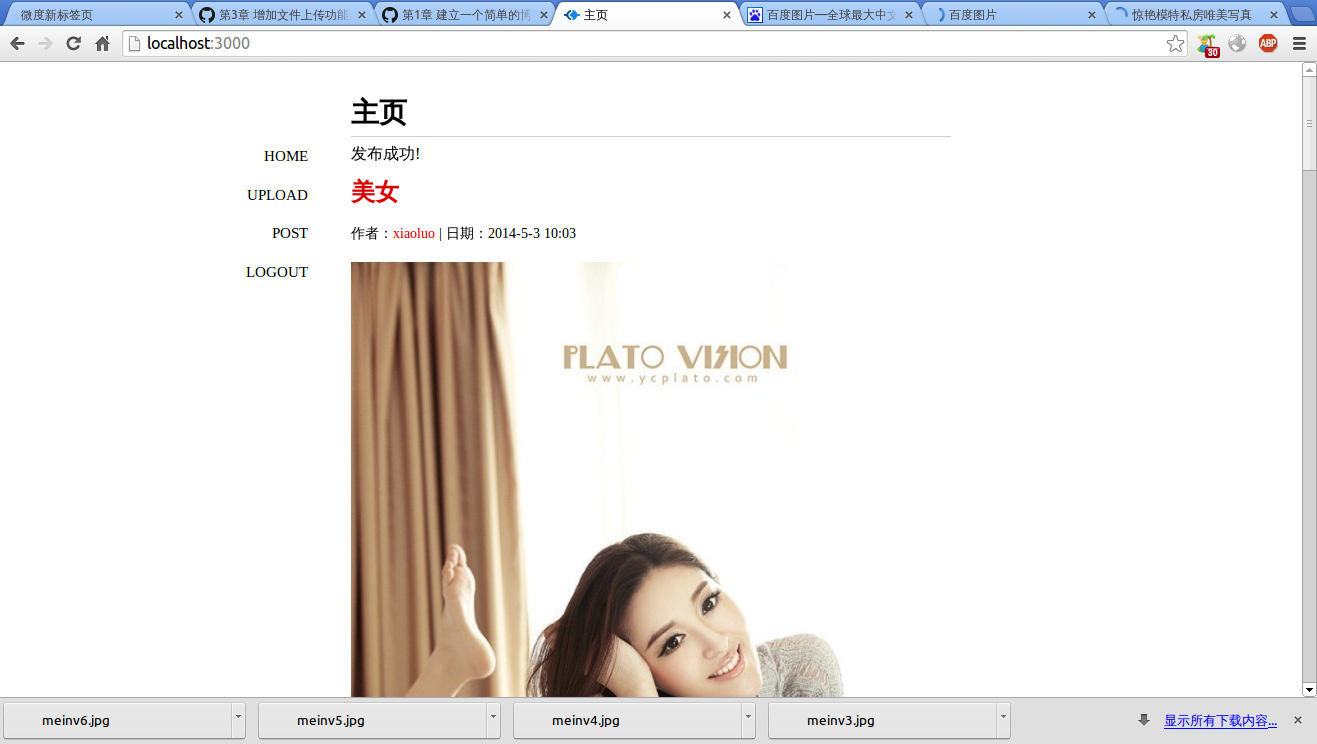 微度新标签页
第3章 增加文件上传功能
第1章 建立一个简单的博
主页
百度图片—全球最大中文
百度图片
惊艳模特私房唯美写真
localhost:3000
30
ABP
主页
HOME
发布成功!
UPLOAD
美女
POST
作者：xiaoluo | 日期：2014-5-3 10:03
LOGOUT
PLATO VISION
www.ycplato.com
meinv6.jpg
meinv5.jpg
meinv4.jpg
meinv3.jpg
显示所有下载内容...